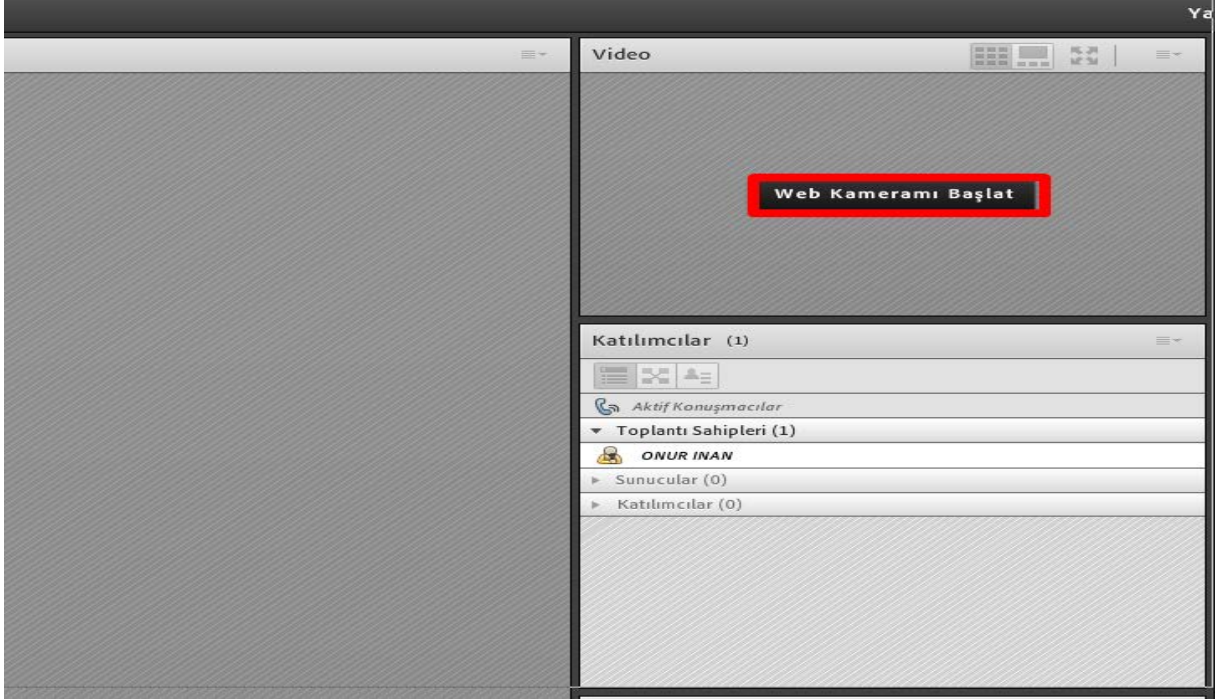 Ya
Video
Web Kameramı Başlat
Katılımcılar (1)
Aktif Konuşmacılar
Toplantı Sahipleri (1)
ONUR INAN
Sunucular (0)
Katılımcılar (0)